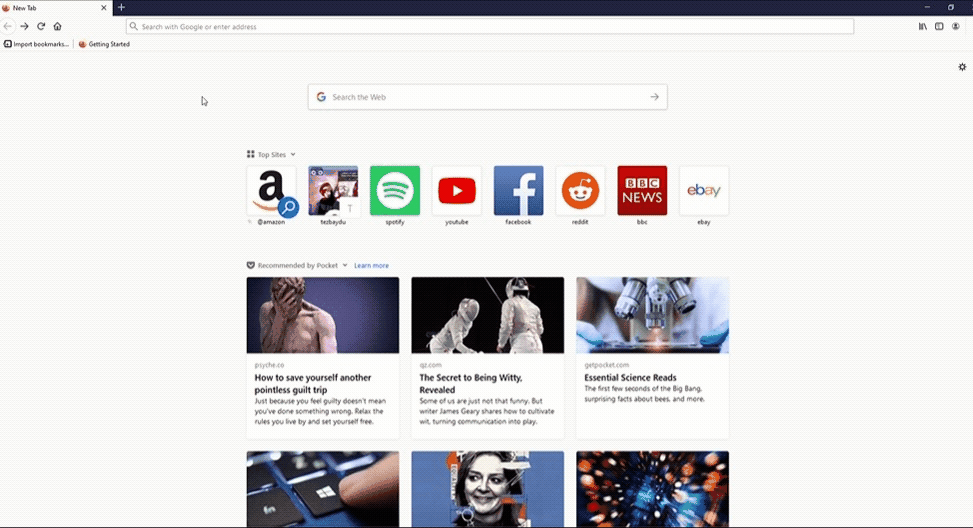 New Tab
Search with Google or enter address
Import bookmarks...
Getting Started
Search the Web
Top Sites
@amazon
T
tezbaydu
spotify
youtube
facebook
reddit
BBC
NEWS
bbc
ebay
ebay
Recommended by Pocket
Learn more
psyche.co
How to save yourself another
pointless guilt trip
Just because you feel guilty doesn't mean
you've done something wrong. Relax the
rules you live by and set yourself free.
qz.com
The Secret to Being Witty,
Revealed
Some of us are just not that funny. But
writer James Geary shares how to cultivate
wit, turning communication into play.
getpocket.com
Essential Science Reads
The first few seconds of the Big Bang,
surprising facts about bees, and more.
fn